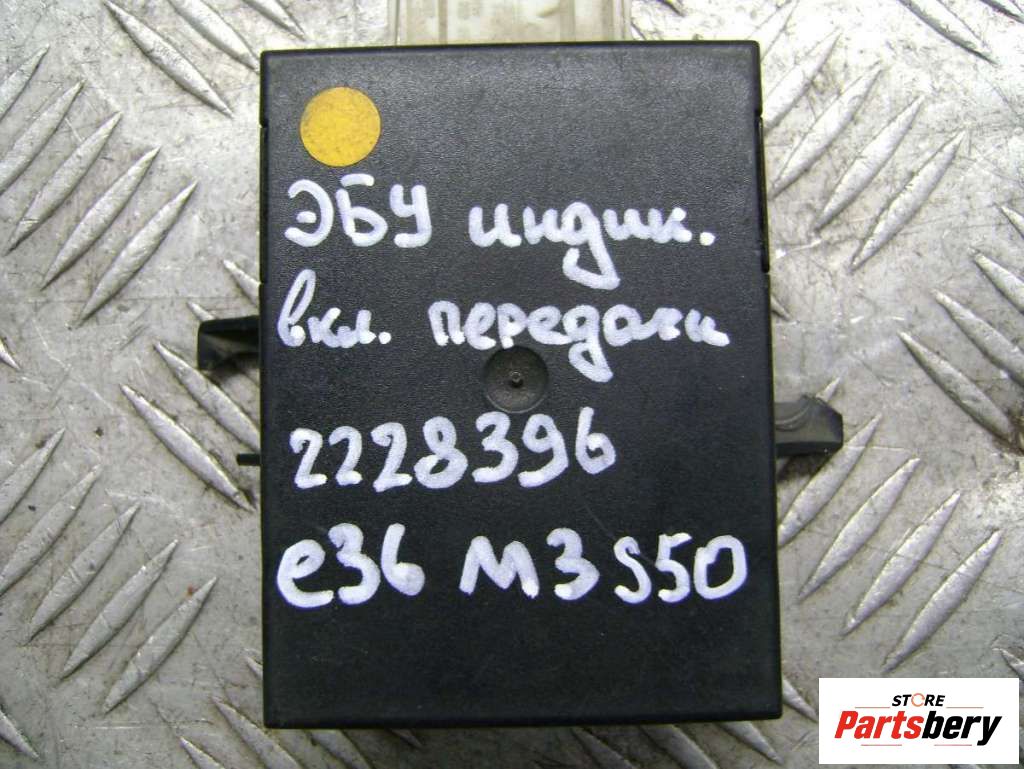 ЭБУ индик.
вкл. передачи
2228396
e36 M3 S50
STORE
Partsbery